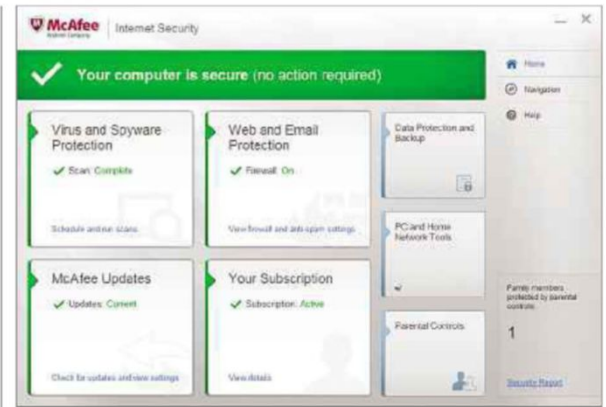 McAfee
Internet Security
Your computer is secure (no action required)
Virus and Spyware
Protection
Scan: Complete
Schedule and run scans
Web and Email
Protection
Firewall: On
View firewall and anti-spam settings
Data Protection and
Backup
PC and Home
Network Tools
McAfee Updates
Updates: Current
Check for updates and view settings
Your Subscription
Subscription: Active
View details
Parental Controls
Home
Navigation
Help
Family members
protected by parental
controls:
1
Security Report